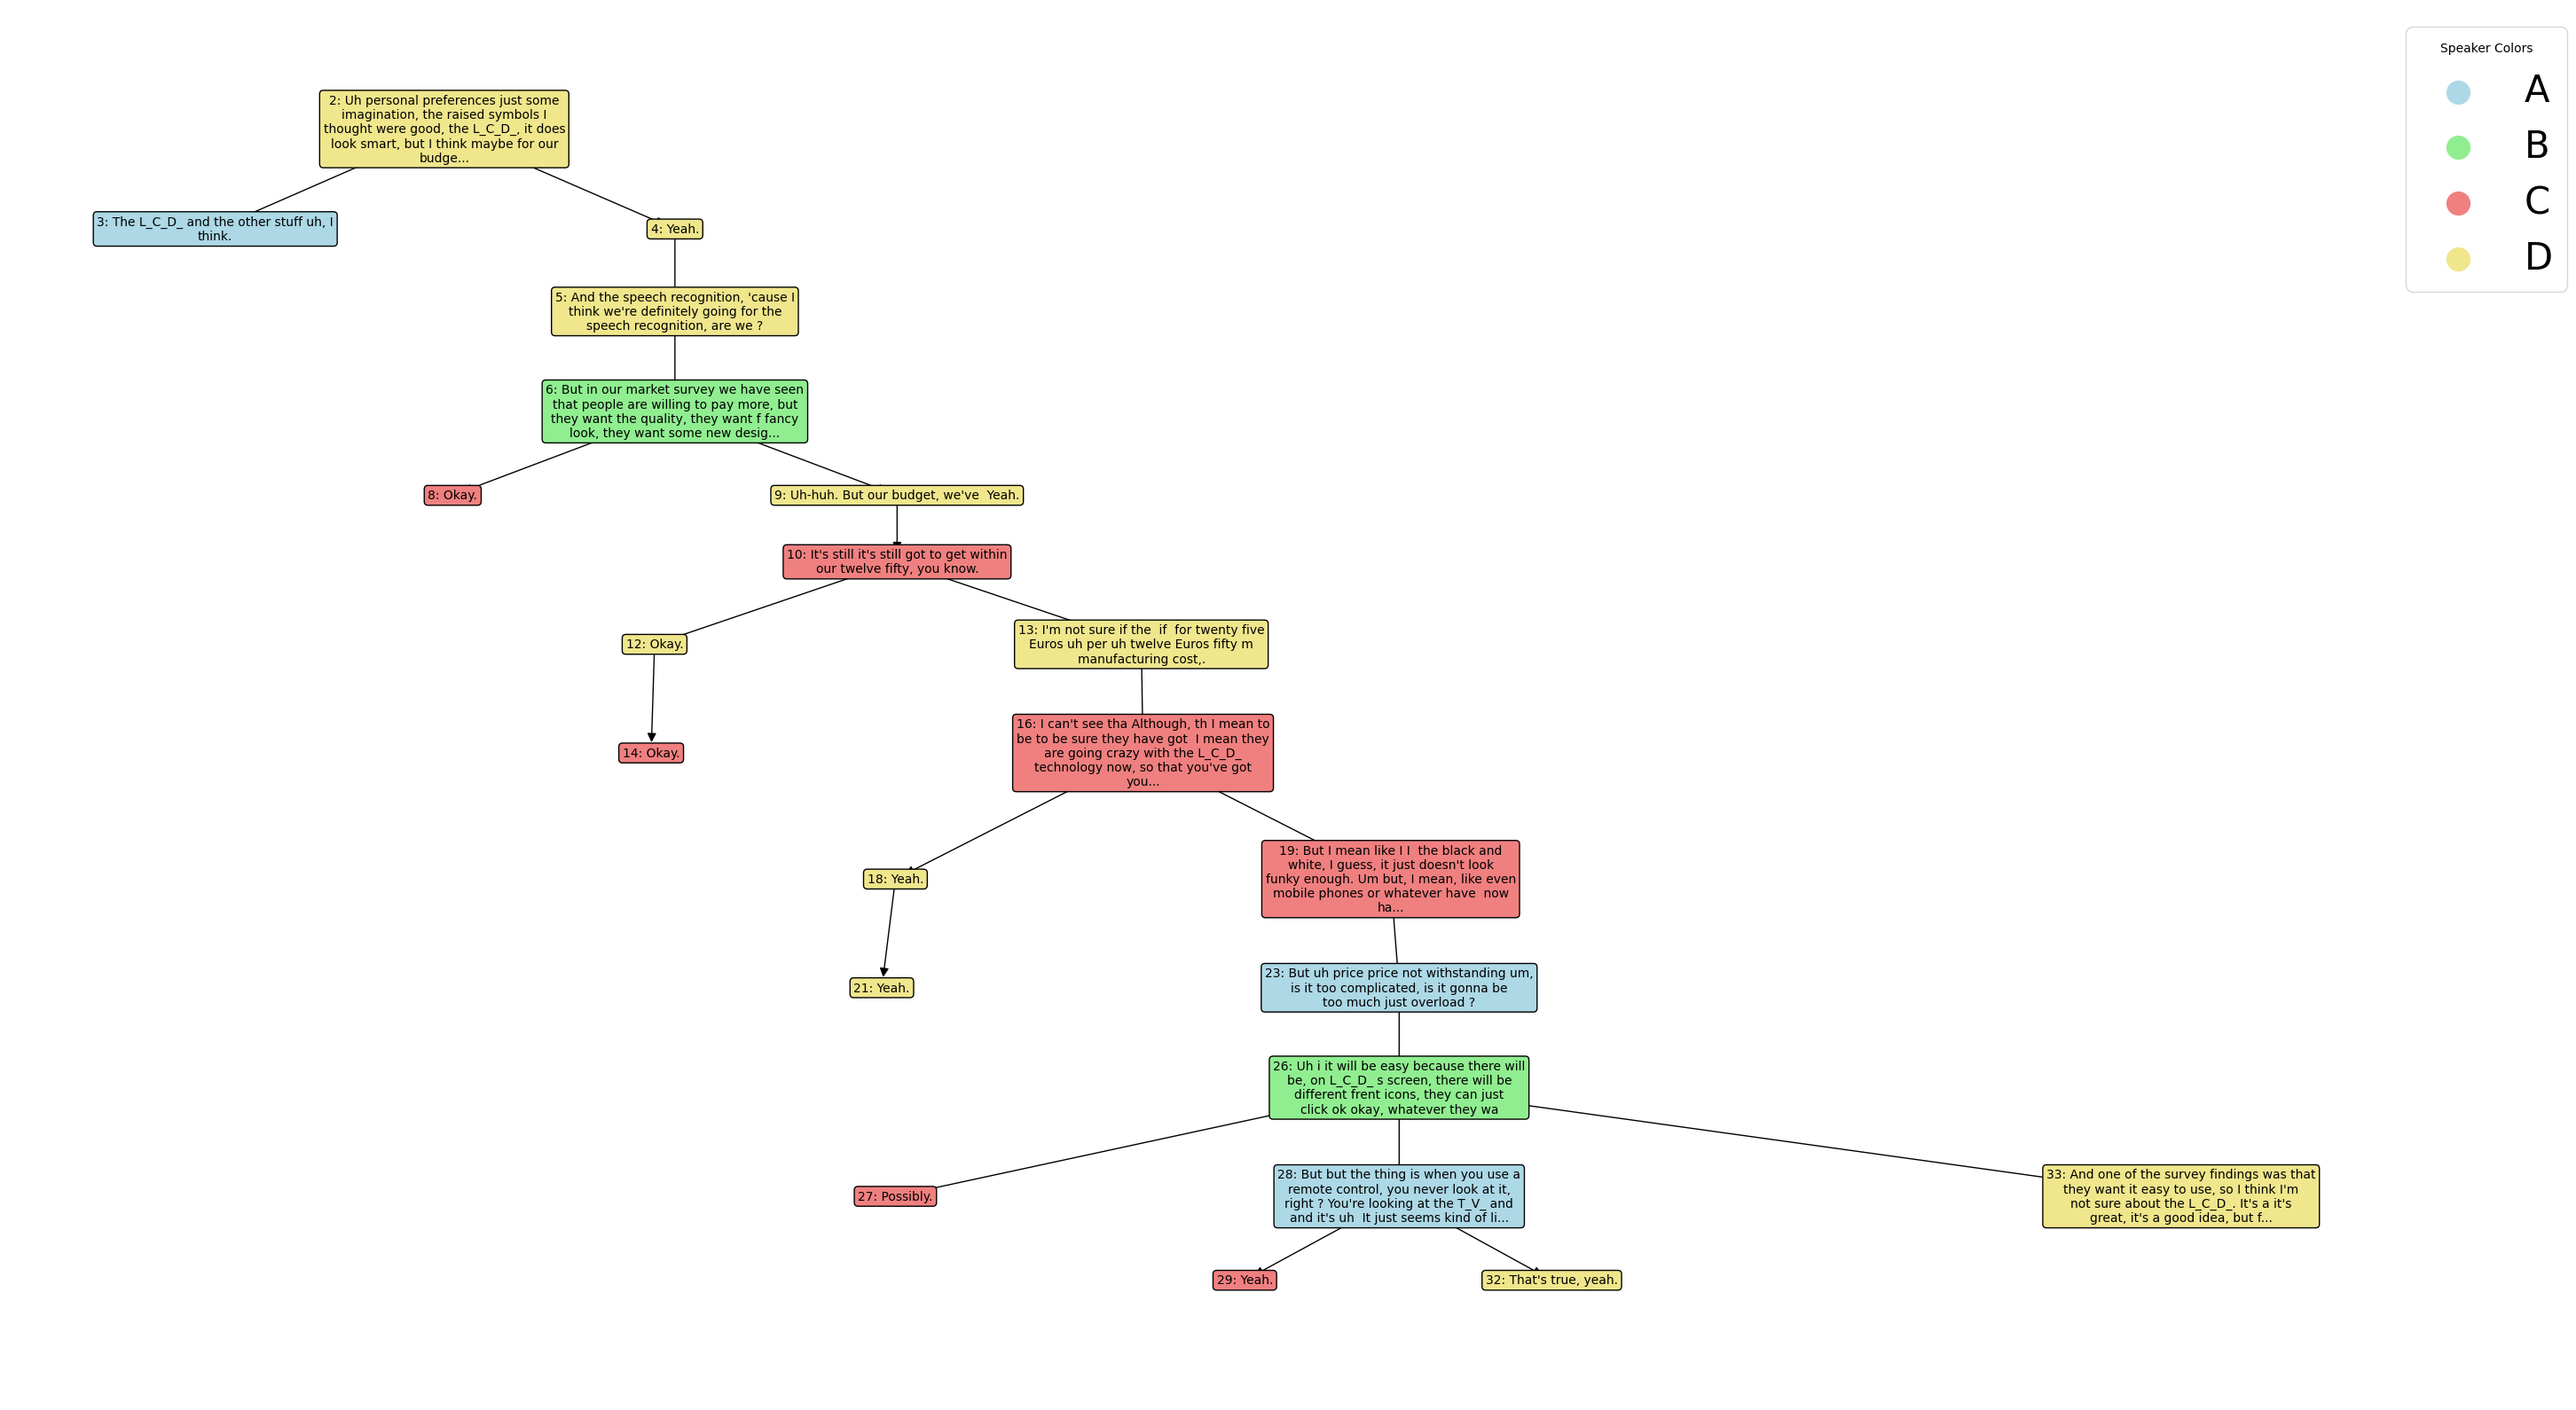 Speaker Colors
A
B
C
D
2: Uh personal preferences just some
imagination, the raised symbols I
thought were good, the L_C_D_, it does
look smart, but I think maybe for our
budge...
3: The L_C_D_ and the other stuff uh, I
think.
4: Yeah.
5: And the speech recognition, 'cause I
think we're definitely going for the
speech recognition, are we ?
6: But in our market survey we have seen
that people are willing to pay more, but
they want the quality, they want f fancy
look, they want some new desig...
8: Okay.
9: Uh-huh. But our budget, we've  Yeah.
10: It's still it's still got to get within
our twelve fifty, you know.
12: Okay.
13: I'm not sure if the  if  for twenty five
Euros uh per uh twelve Euros fifty m
manufacturing cost,.
14: Okay.
16: I can't see tha Although, th I mean to
be to be sure they have got  I mean they
are going crazy with the L_C_D_
technology now, so that you've got
you...
18: Yeah.
19: But I mean like I I  the black and
white, I guess, it just doesn't look
funky enough. Um but, I mean, like even
mobile phones or whatever have  now
ha...
21: Yeah.
23: But uh price price not withstanding um,
is it too complicated, is it gonna be
too much just overload ?
26: Uh i it will be easy because there will
be, on L_C_D_ s screen, there will be
different frent icons, they can just
click ok okay, whatever they wa
27: Possibly.
28: But but the thing is when you use a
remote control, you never look at it,
right ? You're looking at the T_V_ and
and it's uh  It just seems kind of li...
33: And one of the survey findings was that
they want it easy to use, so I think I'm
not sure about the L_C_D_. It's a it's
great, it's a good idea, but f...
29: Yeah.
32: That's true, yeah.